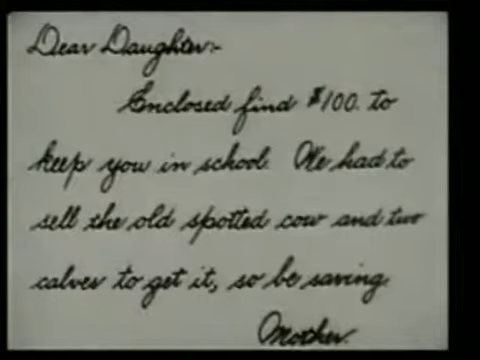 Dear Daughter:-
Enclosed find $100. to
keep you in school. We had to
sell the old spotted cow and two
calves to get it, so be saving.
Mother.